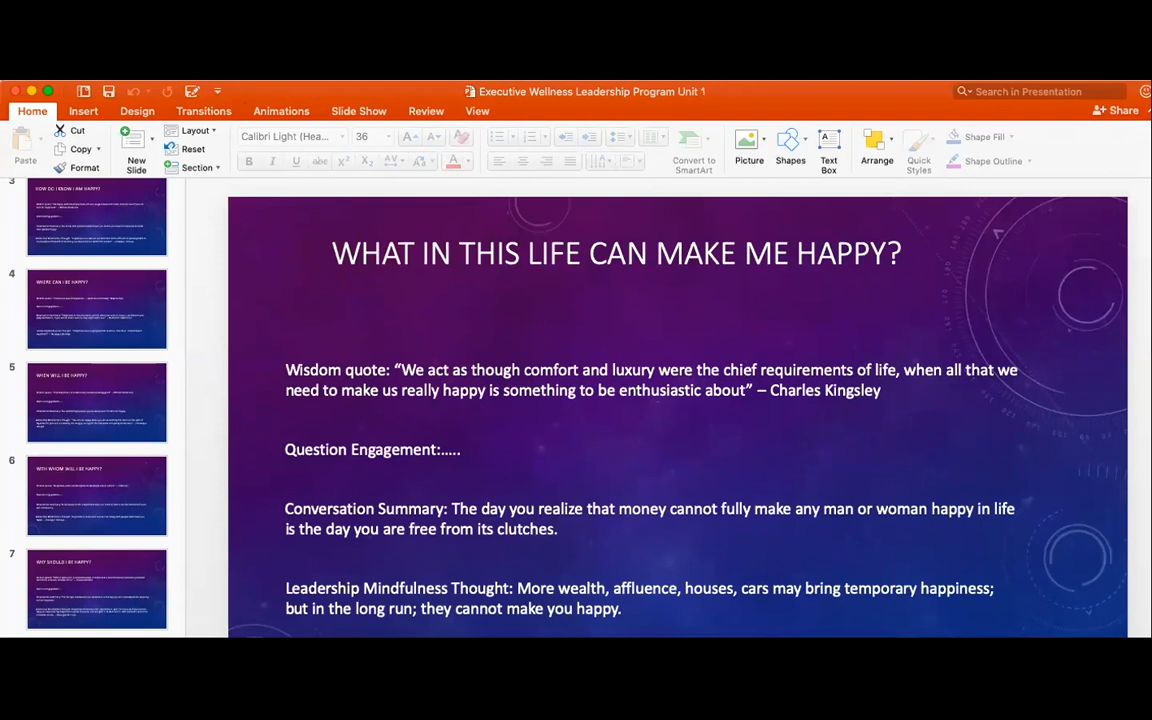 Executive Wellness Leadership Program Unit 1
Search in Presentation
Home Insert Design Transitions Animations Slide Show Review View
Share
Paste
Cut
Copy
Format
New Slide
Layout
Reset
Section
Calibri Light (Hea...
36
Convert to SmartArt
Picture
Shapes
Text Box
Arrange
Quick Styles
Shape Fill
Shape Outline
3
HOW DO I KNOW I AM HAPPY?
4
WHERE CAN I BE HAPPY?
5
WHEN WILL I BE HAPPY?
6
WITH WHOM WILL I BE HAPPY?
7
WHY SHOULD I BE HAPPY?
WHAT IN THIS LIFE CAN MAKE ME HAPPY?
Wisdom quote: “We act as though comfort and luxury were the chief requirements of life, when all that we
need to make us really happy is something to be enthusiastic about” – Charles Kingsley
Question Engagement:.....
Conversation Summary: The day you realize that money cannot fully make any man or woman happy in life
is the day you are free from its clutches.
Leadership Mindfulness Thought: More wealth, affluence, houses, cars may bring temporary happiness;
but in the long run; they cannot make you happy.